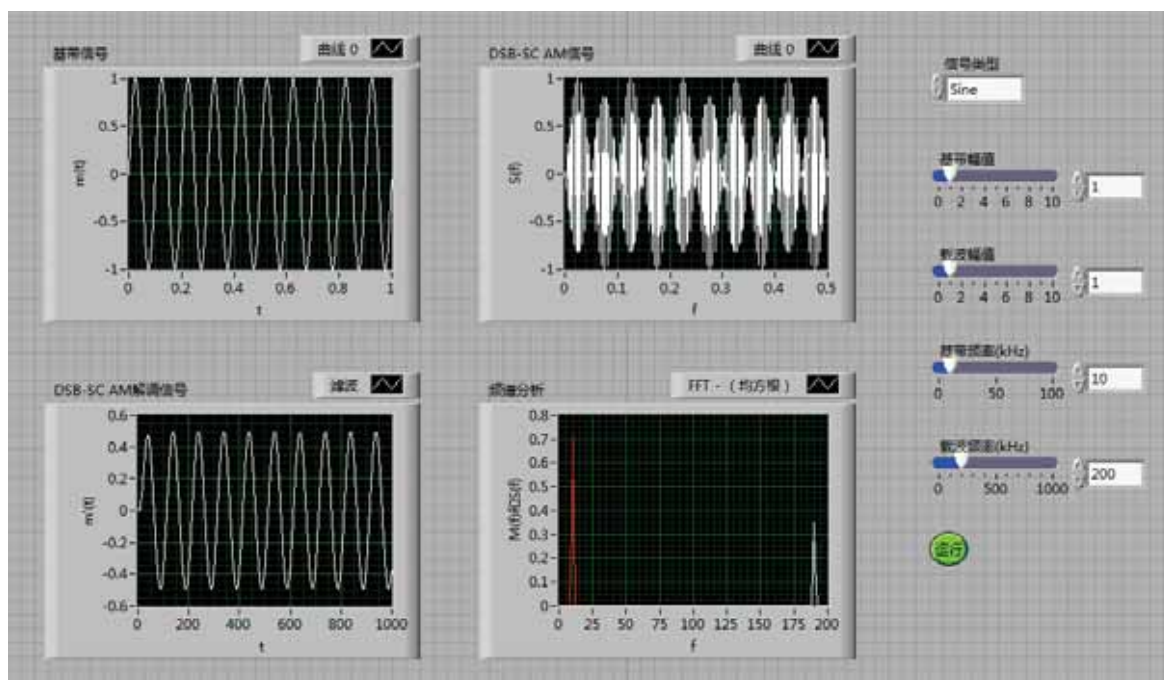 基带信号
曲线 0
m(t)
1
0.5
0
-0.5
-1
0 0.2 0.4 0.6 0.8 1
t
DSB-SC AM信号
曲线 0
S(f)
1
0.5
0
-0.5
-1
0 0.1 0.2 0.3 0.4 0.5
f
DSB-SC AM解调信号
滤波
m'(t)
0.6
0.4
0.2
0
-0.2
-0.4
-0.6
0 200 400 600 800 1000
t
频谱分析
FFT - (均方根)
M(f)和S(f)
0.8
0.7
0.6
0.5
0.4
0.3
0.2
0.1
0
0 25 50 75 100 125 150 175 200
f
信号类型
Sine
基带幅值
0 2 4 6 8 10
1
载波幅值
0 2 4 6 8 10
1
基带频率(kHz)
0 50 100
10
载波频率(kHz)
0 500 1000
200
运行